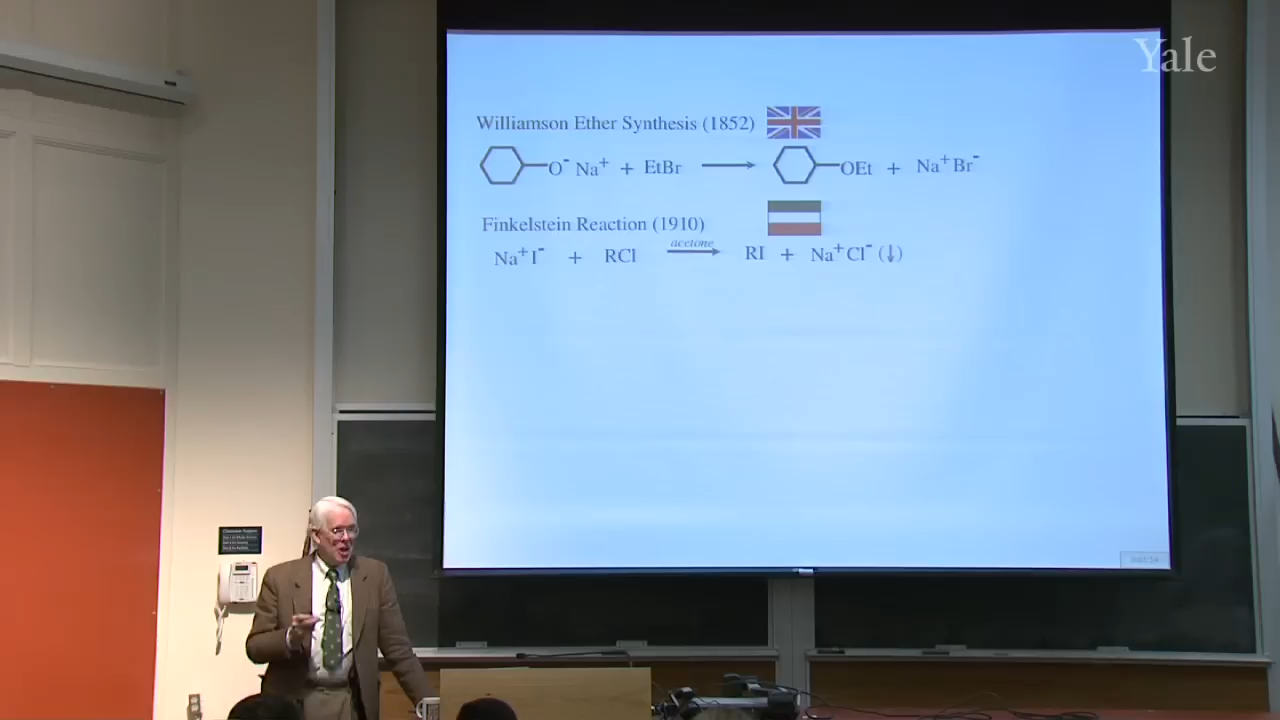 Yale
Williamson Ether Synthesis (1852)
O⁻ Na⁺ + EtBr → OEt + Na⁺Br⁻
Finkelstein Reaction (1910)
acetone
Na⁺I⁻ + RCl → RI + Na⁺Cl⁻ (↓)